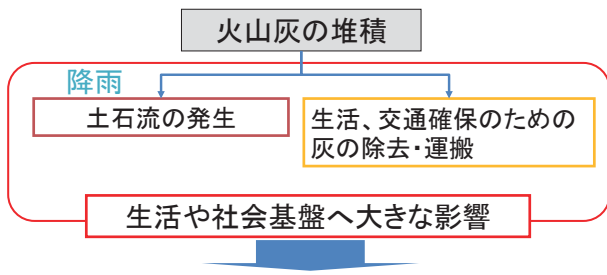 火山灰の堆積
降雨
土石流の発生
生活、交通確保のための
灰の除去・運搬
生活や社会基盤へ大きな影響